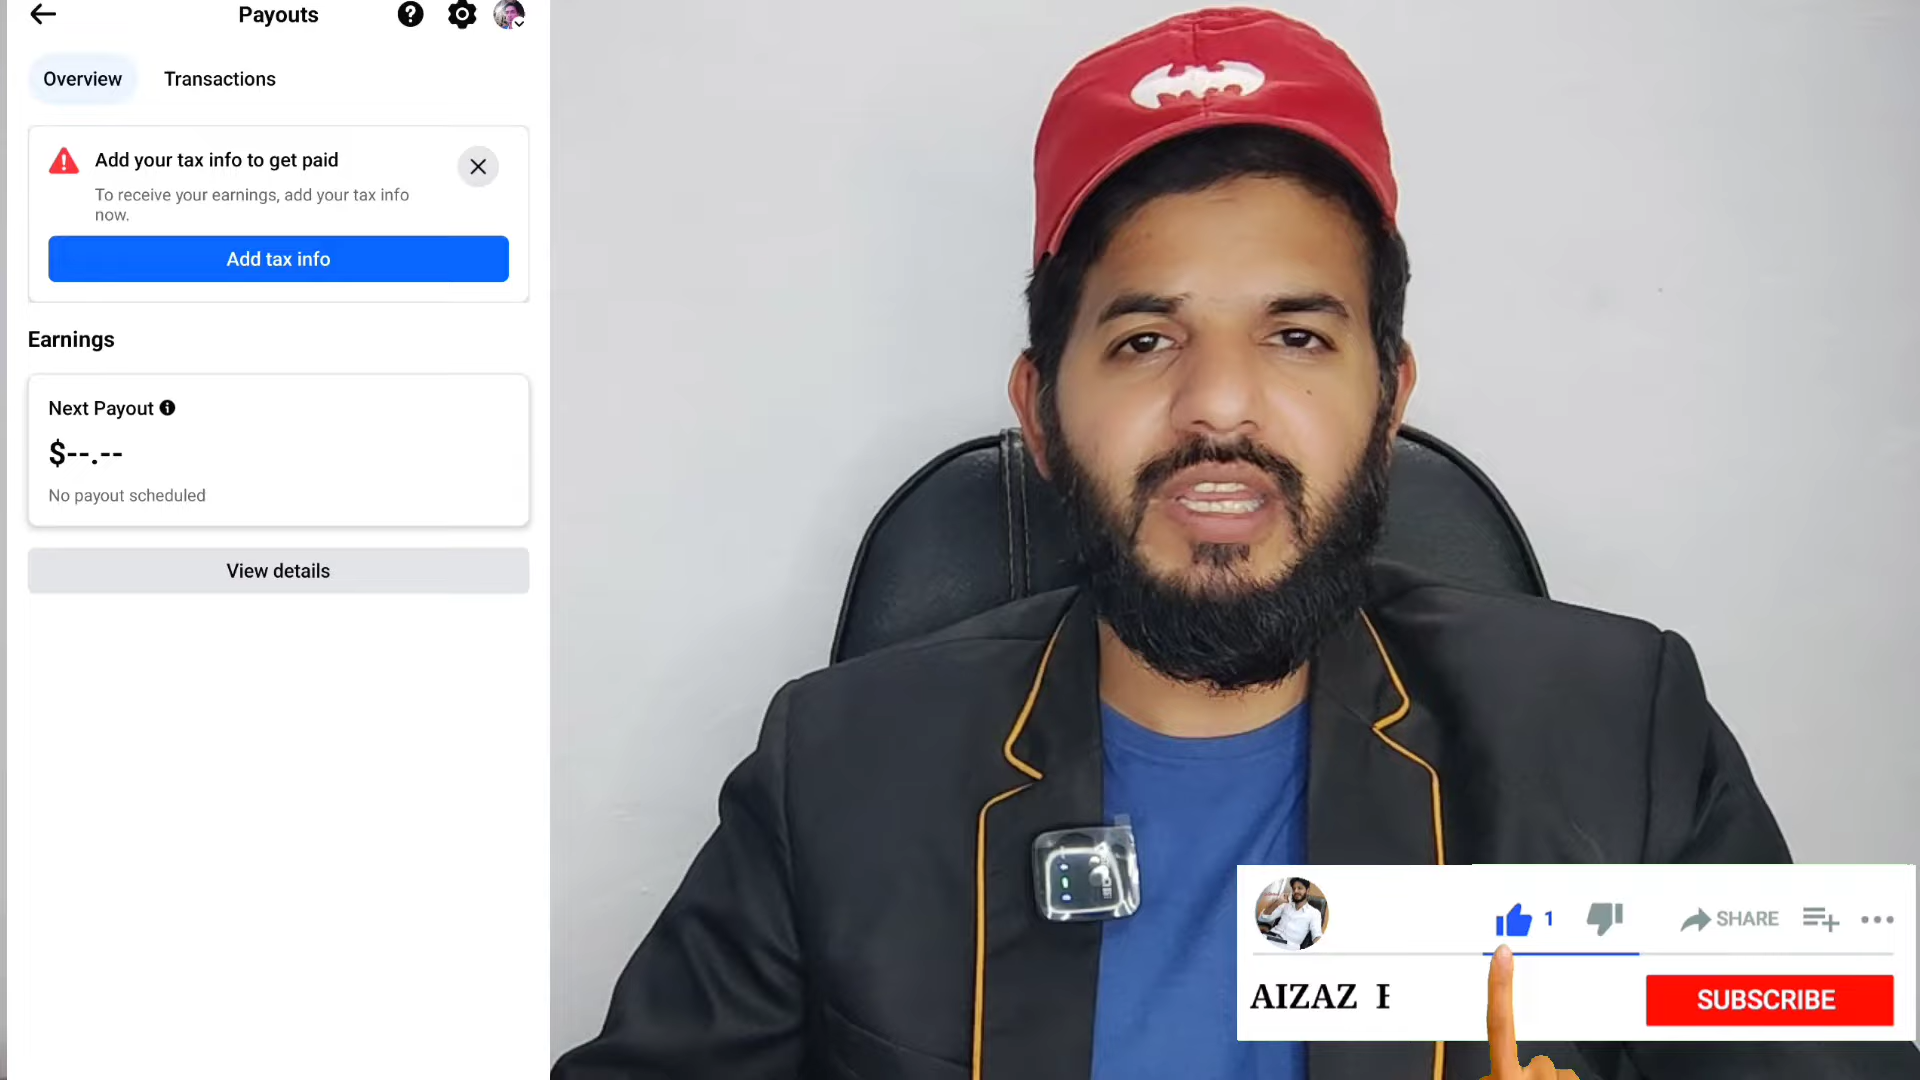 Payouts
Overview
Transactions
Add your tax info to get paid
To receive your earnings, add your tax info
now.
Add tax info
Earnings
Next Payout
$--.--
No payout scheduled
View details
1
SHARE
AIZAZ
SUBSCRIBE